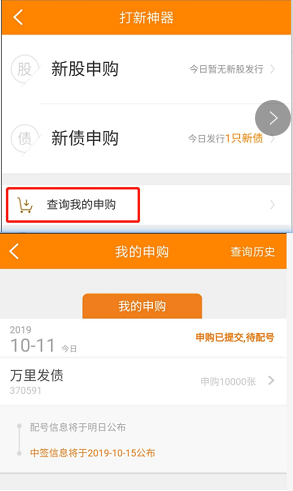 打新神器
股 新股申购 今日暂无新股发行
债 新债申购 今日发行1只新债
查询我的申购
我的申购 查询历史
我的申购
2019
10-11 今日 申购已提交,待配号
万里发债
370591 申购10000张
配号信息将于明日公布
中签信息将于2019-10-15公布